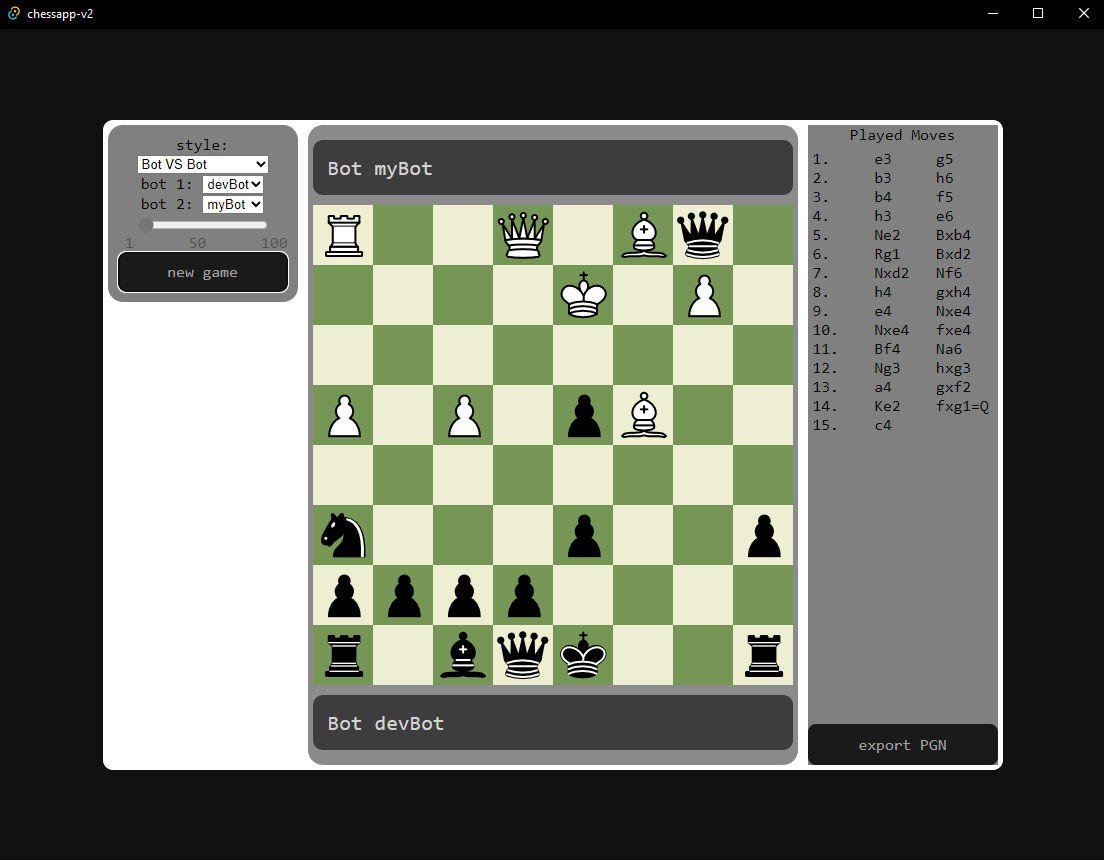 chessapp-v2
style:
Bot VS Bot
bot 1: devBot
bot 2: myBot
1 50 100
new game
Bot myBot
Bot devBot
Played Moves
1. e3 g5
2. b3 h6
3. b4 f5
4. h3 e6
5. Ne2 Bxb4
6. Rg1 Bxd2
7. Nxd2 Nf6
8. h4 gxh4
9. e4 Nxe4
10. Nxe4 fxe4
11. Bf4 Na6
12. Ng3 hxg3
13. a4 gxf2
14. Ke2 fxg1=Q
15. c4
export PGN